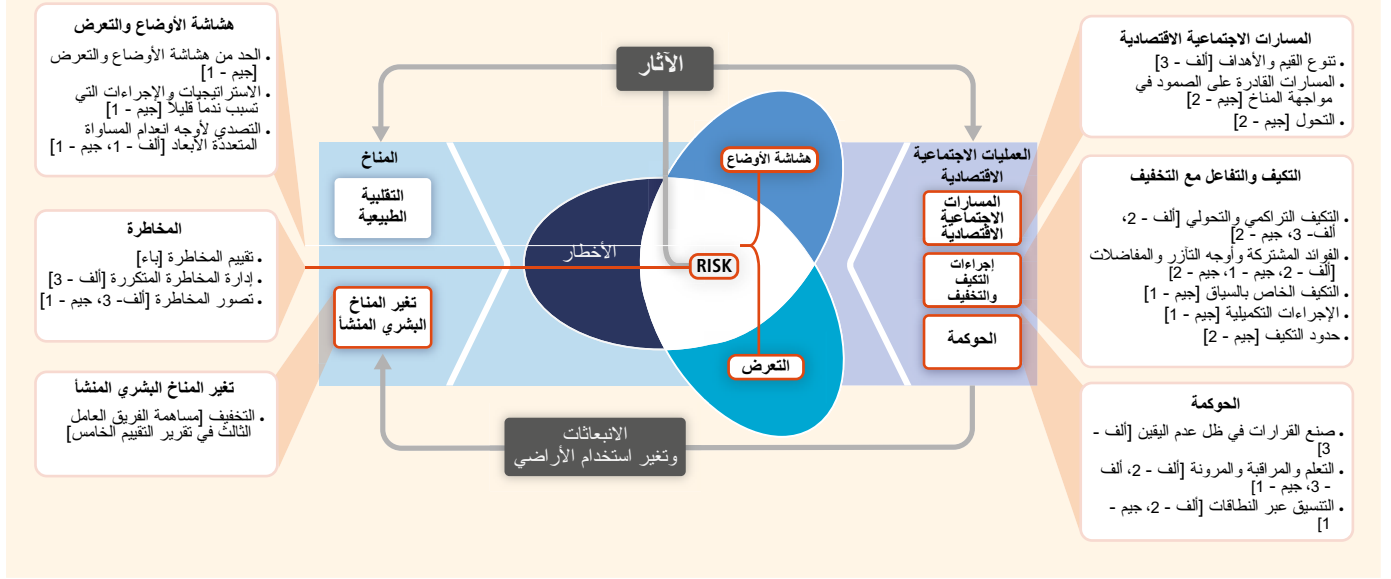 هشاشة الأوضاع والتعرض
• الحد من هشاشة الأوضاع والتعرض
[جيم - 1]
• الاستراتيجيات والإجراءات التي
تسبب ندماً قليلاً [جيم - 1]
• التصدي لأوجه انعدام المساواة
المتعددة الأبعاد [ألف - 1، جيم - 1]
المخاطرة
• تقييم المخاطرة [باء]
• إدارة المخاطرة المتكررة [ألف - 3]
• تصور المخاطرة [ألف- 3، جيم - 1]
تغير المناخ البشري المنشأ
• التخفيف [مساهمة الفريق العامل
الثالث في تقرير التقييم الخامس]
الآثار
المناخ
التقلبية
الطبيعية
تغير المناخ
البشري المنشأ
الأخطار
هشاشة الأوضاع
RISK
التعرض
العمليات الاجتماعية
الاقتصادية
المسارات
الاجتماعية
الاقتصادية
إجراءات
التكيف
والتخفيف
الحوكمة
الانبعاثات
وتغير استخدام الأراضي
المسارات الاجتماعية الاقتصادية
• تنوع القيم والأهداف [ألف - 3]
• المسارات القادرة على الصمود في
مواجهة المناخ [جيم - 2]
• التحول [جيم - 2]
التكيف والتفاعل مع التخفيف
• التكيف التراكمي والتحولي [ألف - 2،
ألف- 3، جيم - 2]
• الفوائد المشتركة وأوجه التآزر والمفاضلات
[ألف - 2، جيم - 1، جيم - 2]
• التكيف الخاص بالسياق [جيم - 1]
• الإجراءات التكميلية [جيم - 1]
• حدود التكيف [جيم - 2]
الحوكمة
• صنع القرارات في ظل عدم اليقين [ألف -
3]
• التعلم والمراقبة والمرونة [ألف - 2، ألف
- 3، جيم - 1]
• التنسيق عبر النطاقات [ألف - 2، جيم -
1]